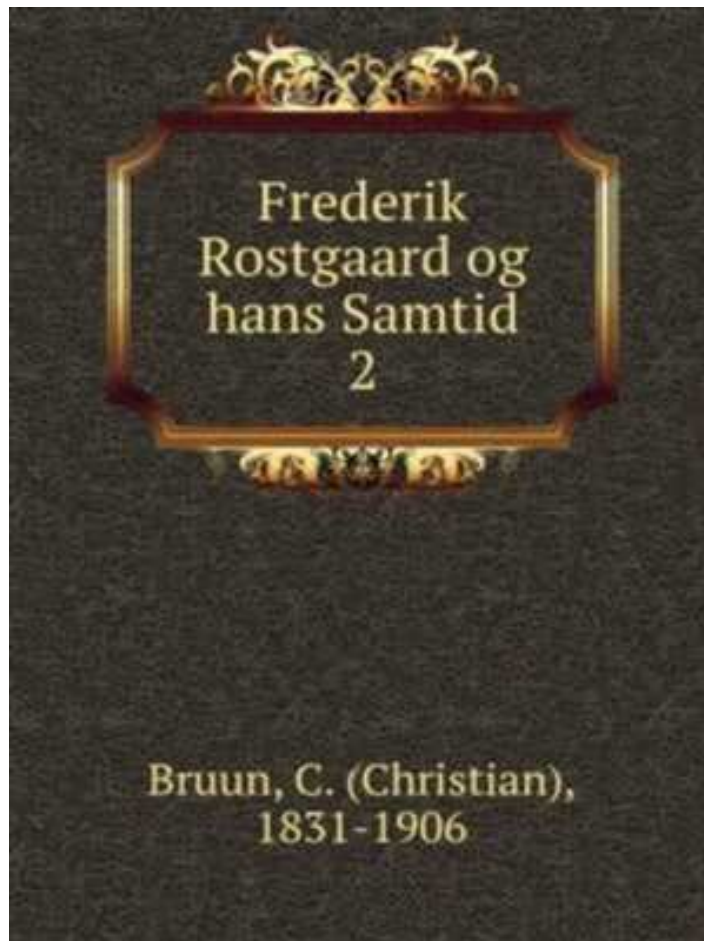 Frederik
Rostgaard og
hans Samtid
2
Bruun, C. (Christian),
1831-1906